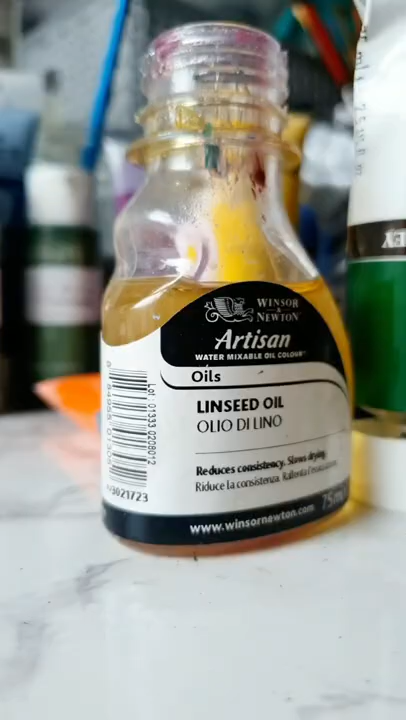 WINSOR
&
NEWTON
Artisan
WATER MIXABLE OIL COLOUR
Oils
LINSEED OIL
OLIO DI LINO
Reduces consistency. Slows drying.
Riduce la consistenza. Rallenta
75ml
www.winsornewton.com
Lot 01333 0208012
3021723
EY